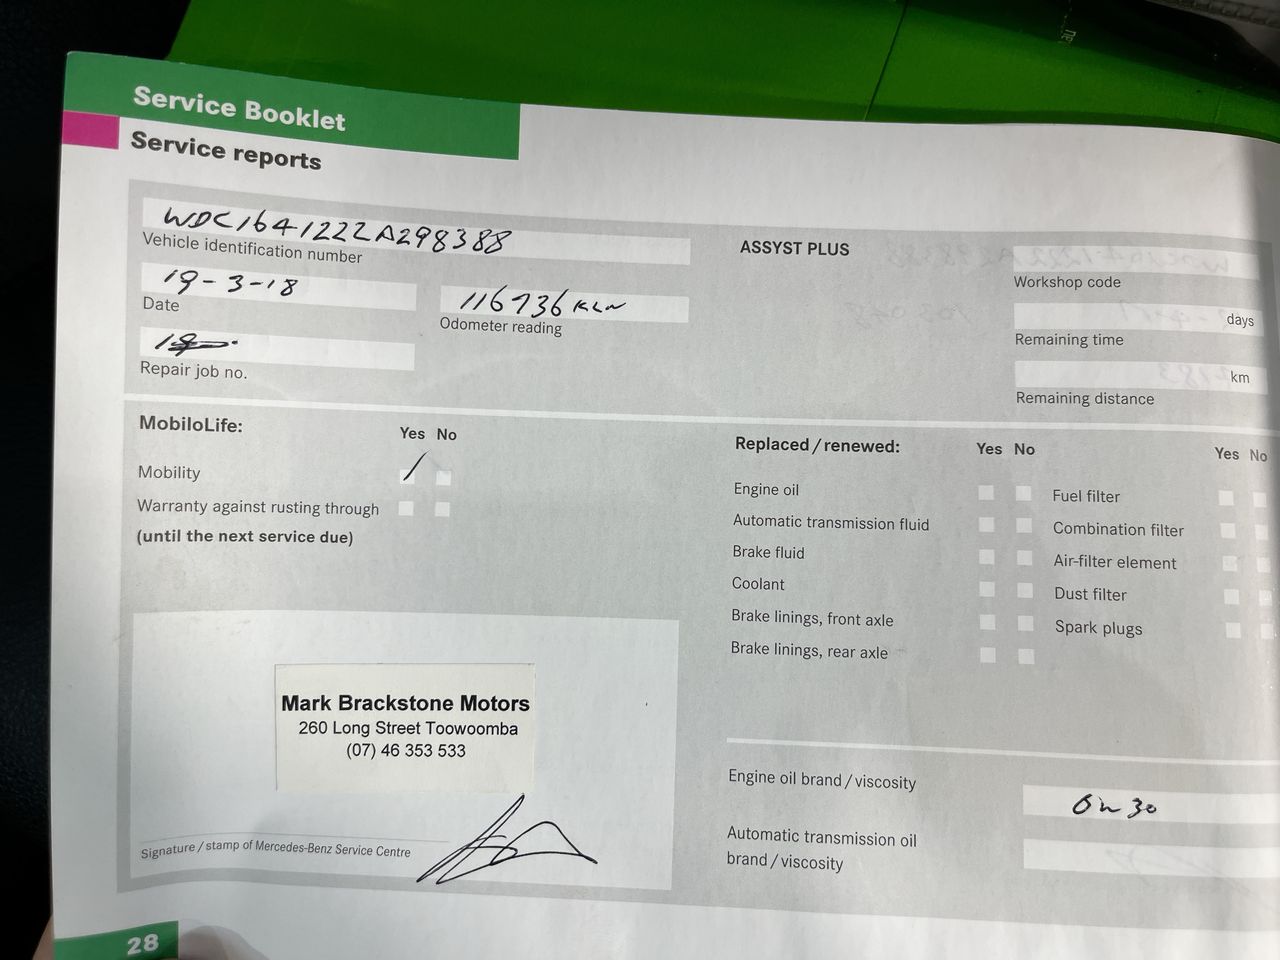 Service Booklet
Service reports
WDC1641222A298388
Vehicle identification number
19-3-18
Date
116736 km
Odometer reading
Repair job no.
ASSYST PLUS
Workshop code
days
Remaining time
km
Remaining distance
MobiloLife:
Yes No
Mobility
Warranty against rusting through
(until the next service due)
Replaced / renewed:
Yes No
Yes No
Engine oil
Automatic transmission fluid
Brake fluid
Coolant
Brake linings, front axle
Brake linings, rear axle
Fuel filter
Combination filter
Air-filter element
Dust filter
Spark plugs
Mark Brackstone Motors
260 Long Street Toowoomba
(07) 46 353 533
Signature / stamp of Mercedes-Benz Service Centre
Engine oil brand / viscosity
0w30
Automatic transmission oil
brand / viscosity
28